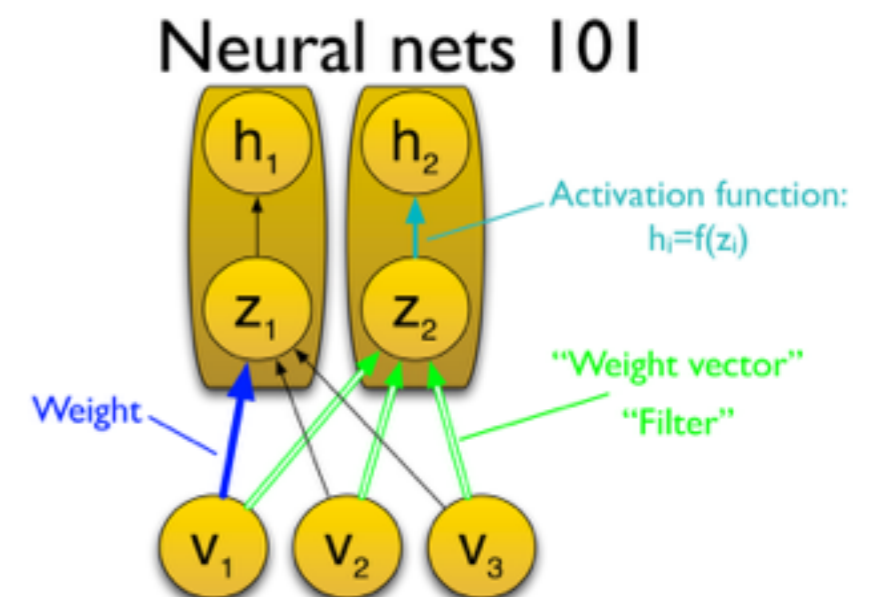 Neural nets 101
h₁
h₂
Activation function:
hᵢ=f(zᵢ)
z₁
z₂
"Weight vector"
"Filter"
Weight
v₁
v₂
v₃